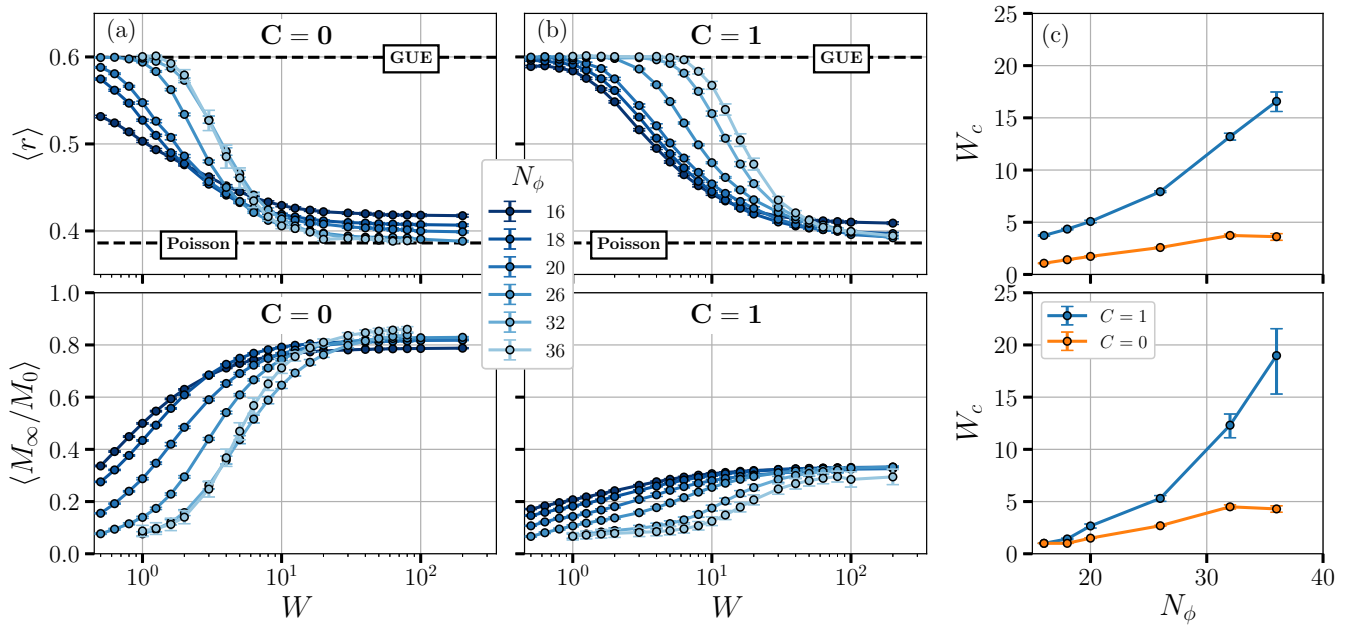 (a)
C = 0
0.6
GUE
0.5
⟨r⟩
0.4
Poisson
(b)
C = 1
GUE
Poisson
N_ϕ
16
18
20
26
32
36
(c)
25
20
15
W_c
10
5
0
1.0
C = 0
0.8
0.6
⟨M_∞/M_0⟩
0.4
0.2
0.0
10^0 10^1 10^2
W
C = 1
10^0 10^1 10^2
W
25
C = 1
C = 0
20
15
W_c
10
5
0
20 30 40
N_ϕ